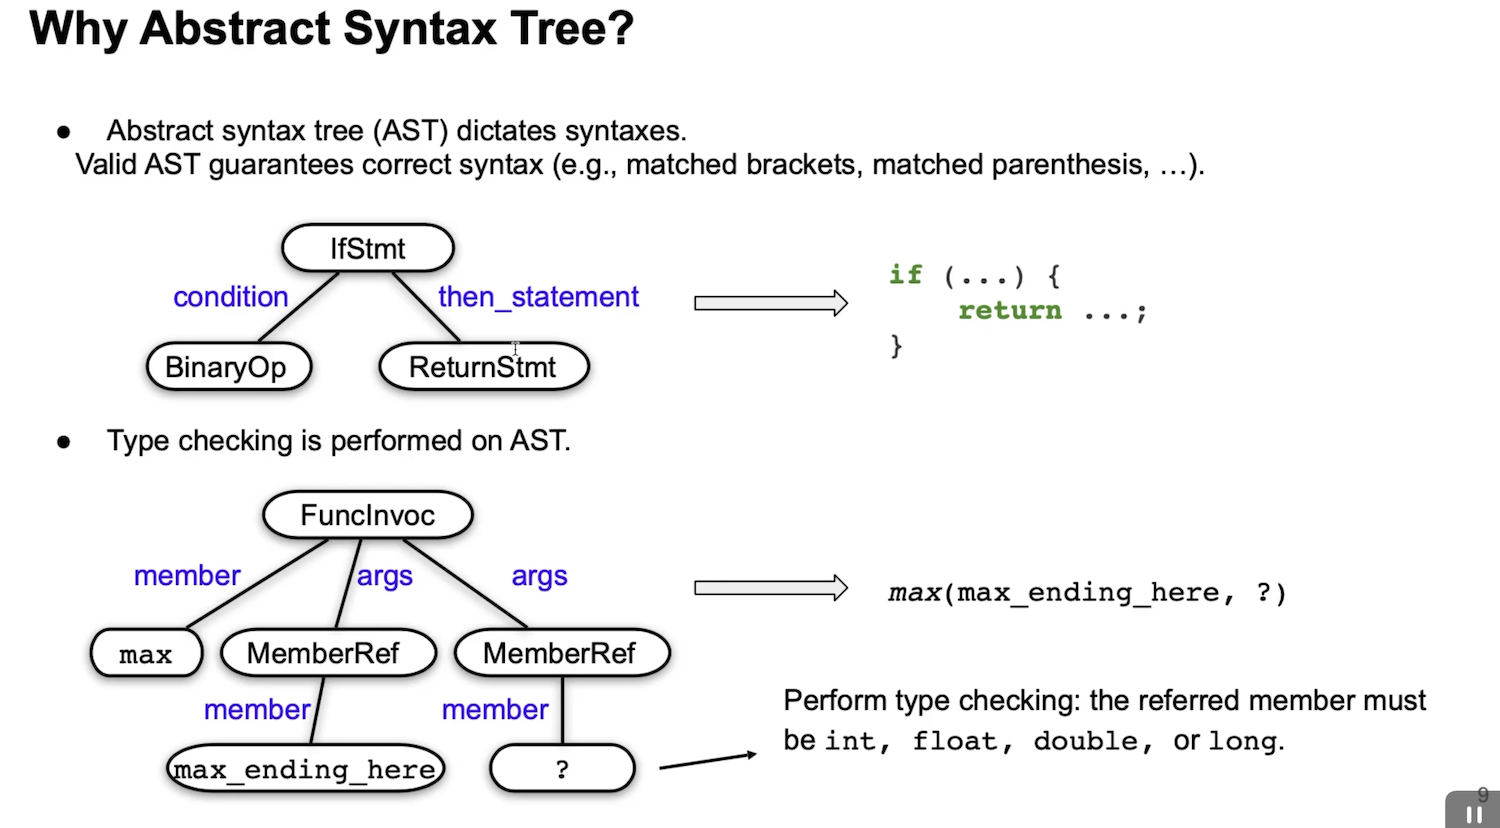 Why Abstract Syntax Tree?
● Abstract syntax tree (AST) dictates syntaxes.
Valid AST guarantees correct syntax (e.g., matched brackets, matched parenthesis, …).
IfStmt
condition
then_statement
BinaryOp
ReturnStmt
if (...) {
return ...;
}
● Type checking is performed on AST.
FuncInvoc
member
args
args
max
MemberRef
MemberRef
member
member
max_ending_here
?
max(max_ending_here, ?)
Perform type checking: the referred member must
be int, float, double, or long.
9